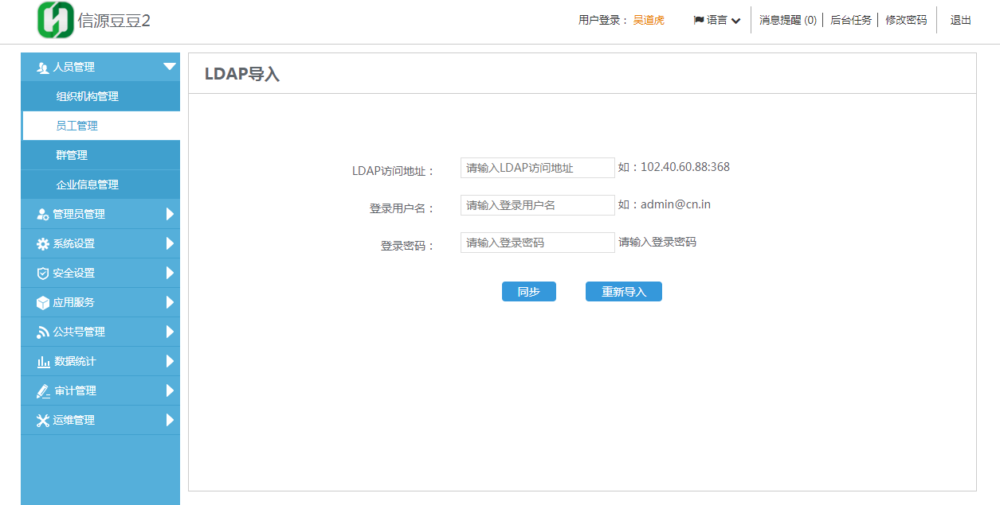 信源豆豆2
用户登录： 吴道虎 语言 消息提醒 (0) 后台任务 修改密码 退出
人员管理
组织机构管理
员工管理
群管理
企业信息管理
管理员管理
系统设置
安全设置
应用服务
公共号管理
数据统计
审计管理
运维管理
LDAP导入
LDAP访问地址： 请输入LDAP访问地址 如：102.40.60.88:368
登录用户名： 请输入登录用户名 如：admin@cn.in
登录密码： 请输入登录密码 请输入登录密码
同步 重新导入